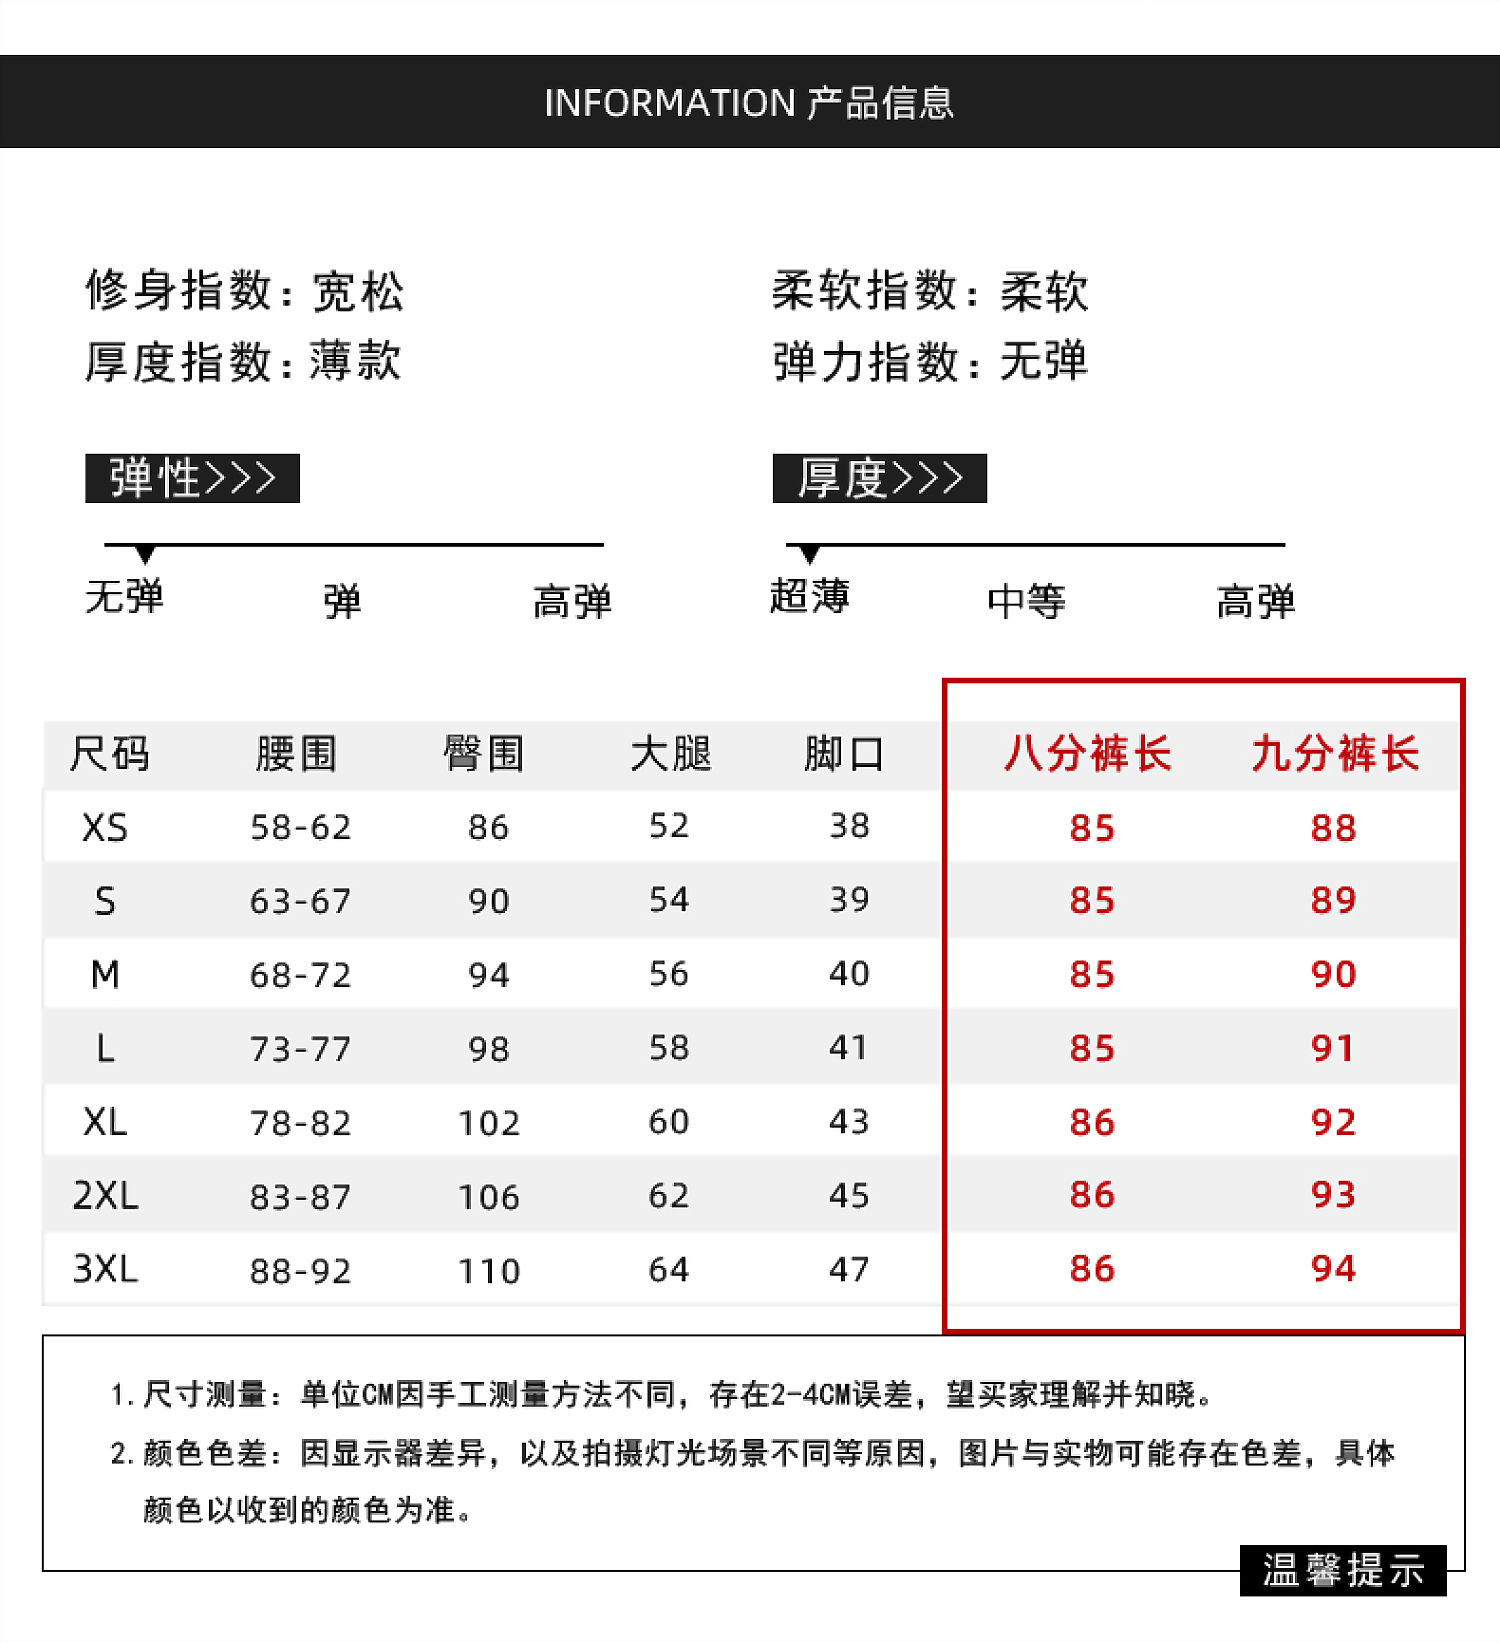 INFORMATION 产品信息
修身指数：宽松 柔软指数：柔软
厚度指数：薄款 弹力指数：无弹
弹性>>> 厚度>>>
无弹 弹 高弹 超薄 中等 高弹
尺码 腰围 臀围 大腿 脚口 八分裤长 九分裤长
XS 58-62 86 52 38 85 88
S 63-67 90 54 39 85 89
M 68-72 94 56 40 85 90
L 73-77 98 58 41 85 91
XL 78-82 102 60 43 86 92
2XL 83-87 106 62 45 86 93
3XL 88-92 110 64 47 86 94
1. 尺寸测量：单位CM因手工测量方法不同，存在2-4CM误差，望买家理解并知晓。
2. 颜色色差：因显示器差异，以及拍摄灯光场景不同等原因，图片与实物可能存在色差，具体
颜色以收到的颜色为准。
温馨提示